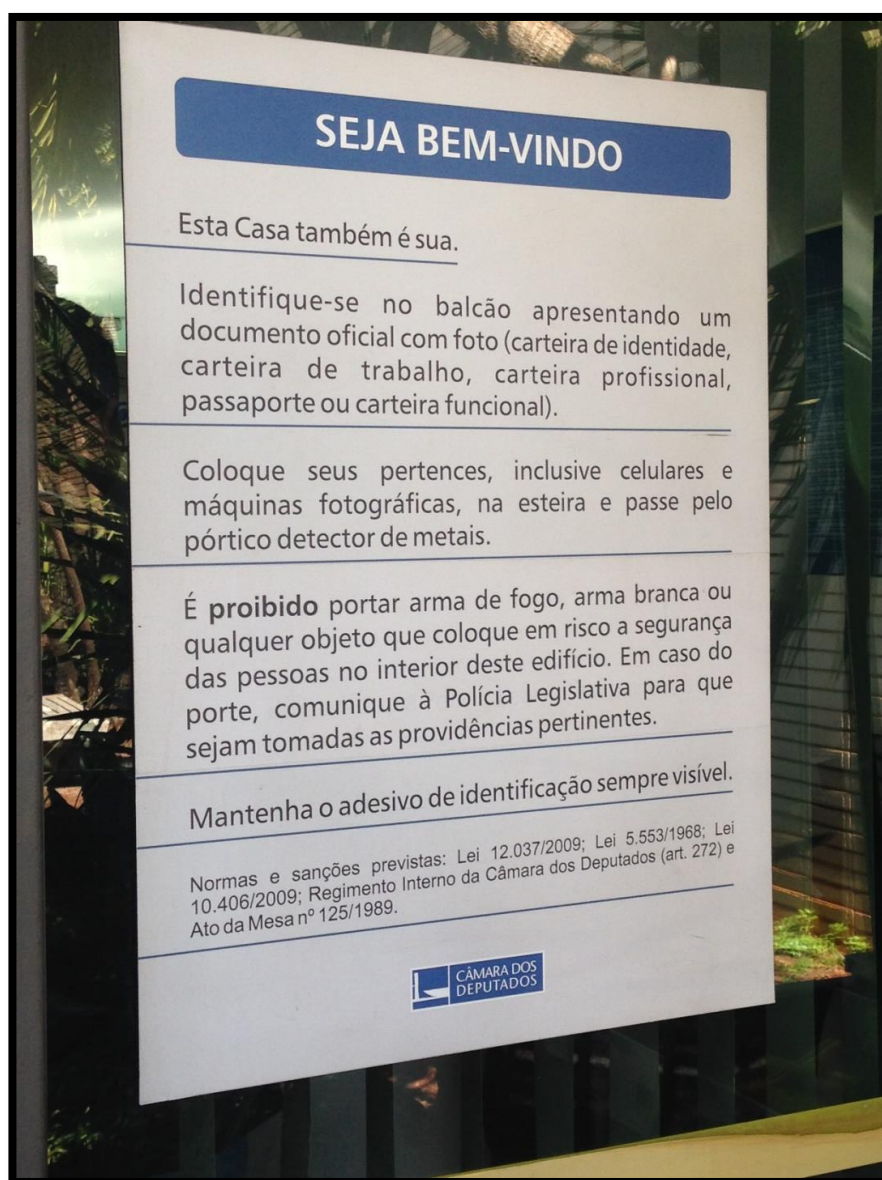 SEJA BEM-VINDO
Esta Casa também é sua.
Identifique-se no balcão apresentando um
documento oficial com foto (carteira de identidade,
carteira de trabalho, carteira profissional,
passaporte ou carteira funcional).
Coloque seus pertences, inclusive celulares e
máquinas fotográficas, na esteira e passe pelo
pórtico detector de metais.
É proibido portar arma de fogo, arma branca ou
qualquer objeto que coloque em risco a segurança
das pessoas no interior deste edifício. Em caso do
porte, comunique à Polícia Legislativa para que
sejam tomadas as providências pertinentes.
Mantenha o adesivo de identificação sempre visível.
Normas e sanções previstas: Lei 12.037/2009; Lei 5.553/1968; Lei
10.406/2009; Regimento Interno da Câmara dos Deputados (art. 272) e
Ato da Mesa nº 125/1989.
CÂMARA DOS
DEPUTADOS